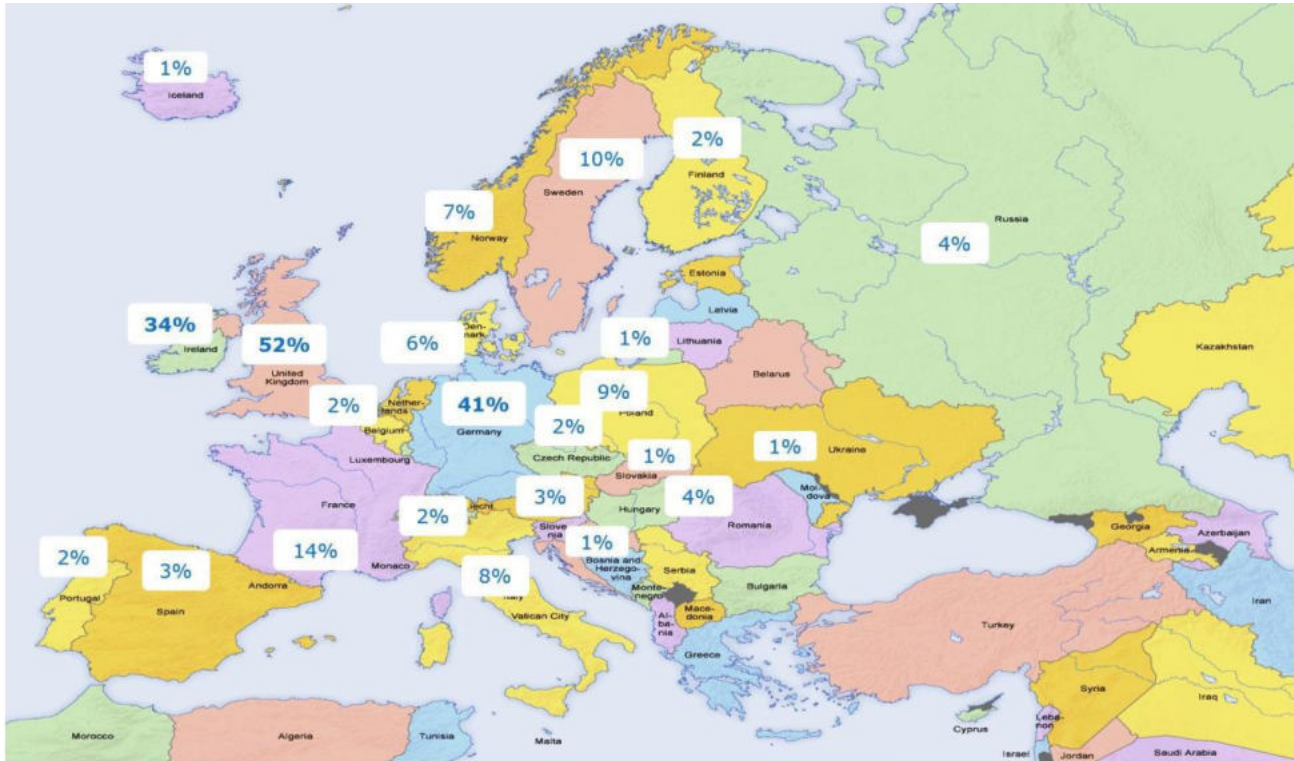 1%
Iceland
10%
2%
Sweden
Finland
7%
Norway
Russia
4%
Estonia
Latvia
34%
Ireland
52%
United
Kingdom
6%
Den-
mark
1%
Lithuania
Belarus
Kazakhstan
2%
Nether-
lands
Belgium
41%
Germany
9%
Poland
2%
Czech Republic
Luxembourg
1%
Slovakia
1%
Ukraine
Mol-
dova
France
2%
3%
Slove
nia
Hungary
4%
Romania
14%
Monaco
1%
Bosnia and
Herzego-
vina
Serbia
Georgia
Azerbaijan
Armenia
2%
Portugal
3%
Spain
Andorra
8%
Italy
Vatican City
Monte-
negro
Bulgaria
Mace-
donia
Al-
ba-
nia
Greece
Turkey
Iran
Syria
Iraq
Morocco
Algeria
Tunisia
Malta
Cyprus
Leba-
non
Israel
Jordan
Saudi Arabia